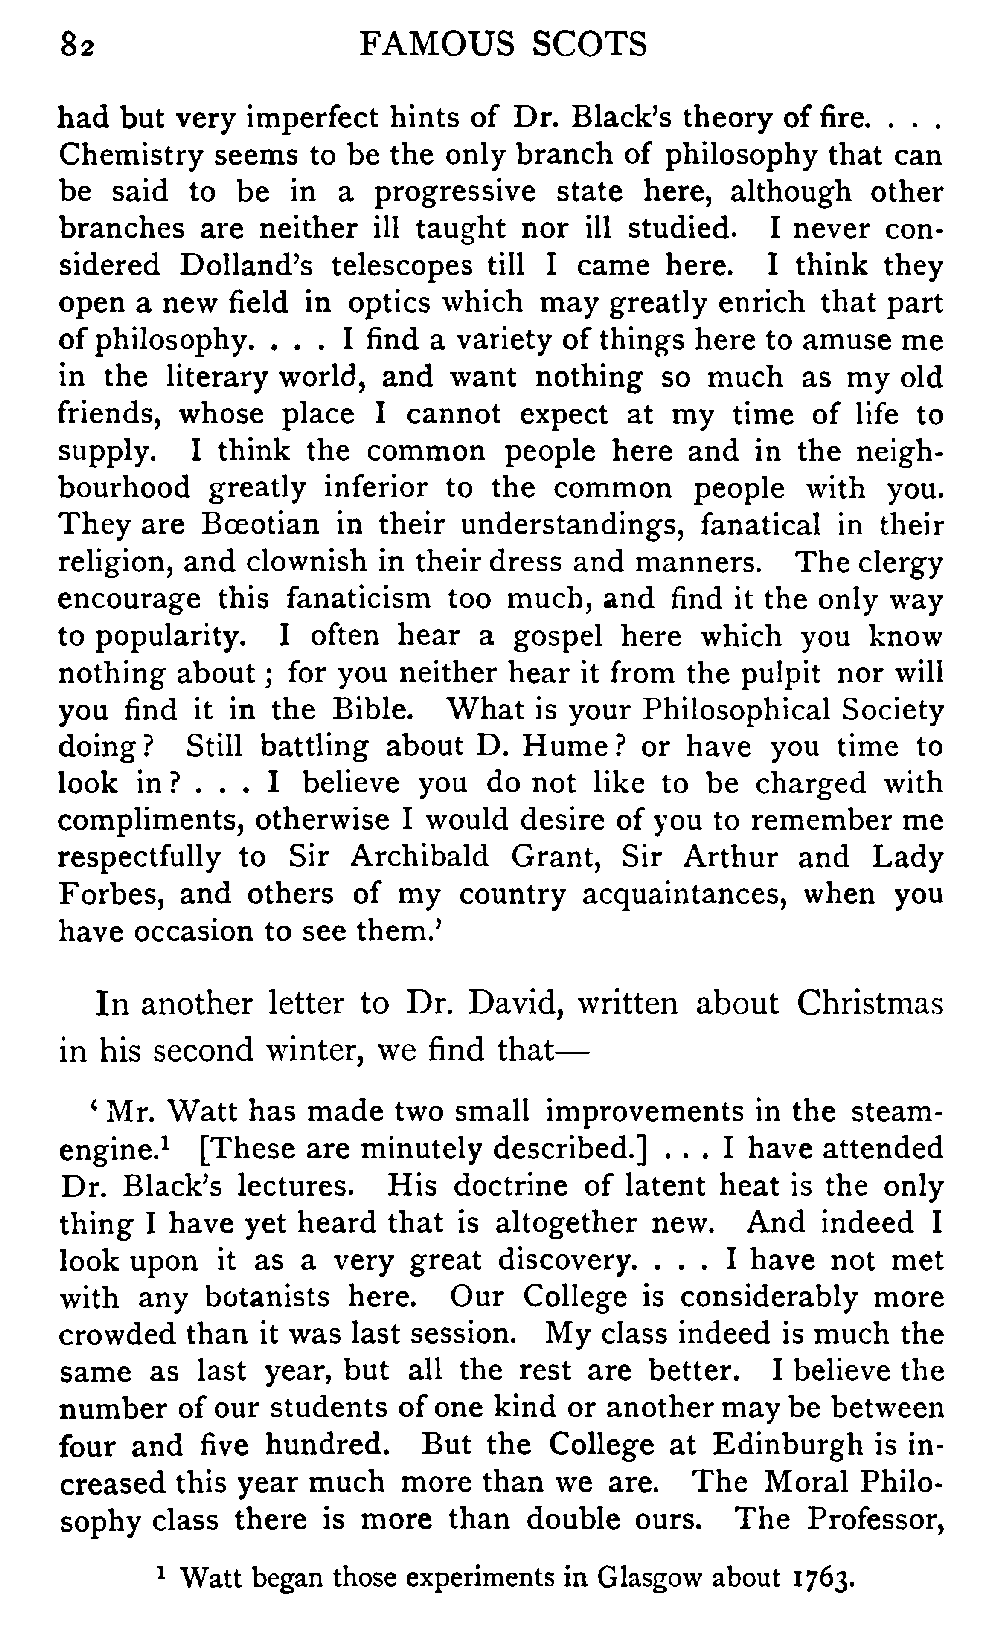 82 FAMOUS SCOTS
had but very imperfect hints of Dr. Black's theory of fire. . . .
Chemistry seems to be the only branch of philosophy that can
be said to be in a progressive state here, although other
branches are neither ill taught nor ill studied. I never con-
sidered Dolland's telescopes till I came here. I think they
open a new field in optics which may greatly enrich that part
of philosophy. . . . I find a variety of things here to amuse me
in the literary world, and want nothing so much as my old
friends, whose place I cannot expect at my time of life to
supply. I think the common people here and in the neigh-
bourhood greatly inferior to the common people with you.
They are Bœotian in their understandings, fanatical in their
religion, and clownish in their dress and manners. The clergy
encourage this fanaticism too much, and find it the only way
to popularity. I often hear a gospel here which you know
nothing about ; for you neither hear it from the pulpit nor will
you find it in the Bible. What is your Philosophical Society
doing? Still battling about D. Hume? or have you time to
look in? . . . I believe you do not like to be charged with
compliments, otherwise I would desire of you to remember me
respectfully to Sir Archibald Grant, Sir Arthur and Lady
Forbes, and others of my country acquaintances, when you
have occasion to see them.'
In another letter to Dr. David, written about Christmas
in his second winter, we find that—
‘ Mr. Watt has made two small improvements in the steam-
engine.¹ [These are minutely described.] . . . I have attended
Dr. Black's lectures. His doctrine of latent heat is the only
thing I have yet heard that is altogether new. And indeed I
look upon it as a very great discovery. . . . I have not met
with any botanists here. Our College is considerably more
crowded than it was last session. My class indeed is much the
same as last year, but all the rest are better. I believe the
number of our students of one kind or another may be between
four and five hundred. But the College at Edinburgh is in-
creased this year much more than we are. The Moral Philo-
sophy class there is more than double ours. The Professor,
¹ Watt began those experiments in Glasgow about 1763.